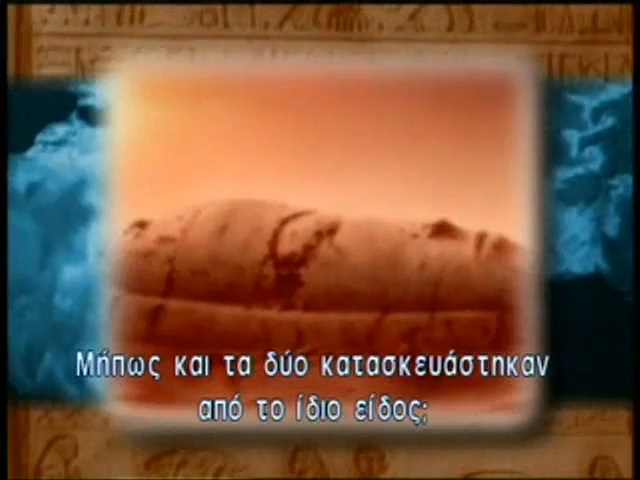 Μήπως και τα δύο κατασκευάστηκαν
από το ίδιο είδος;